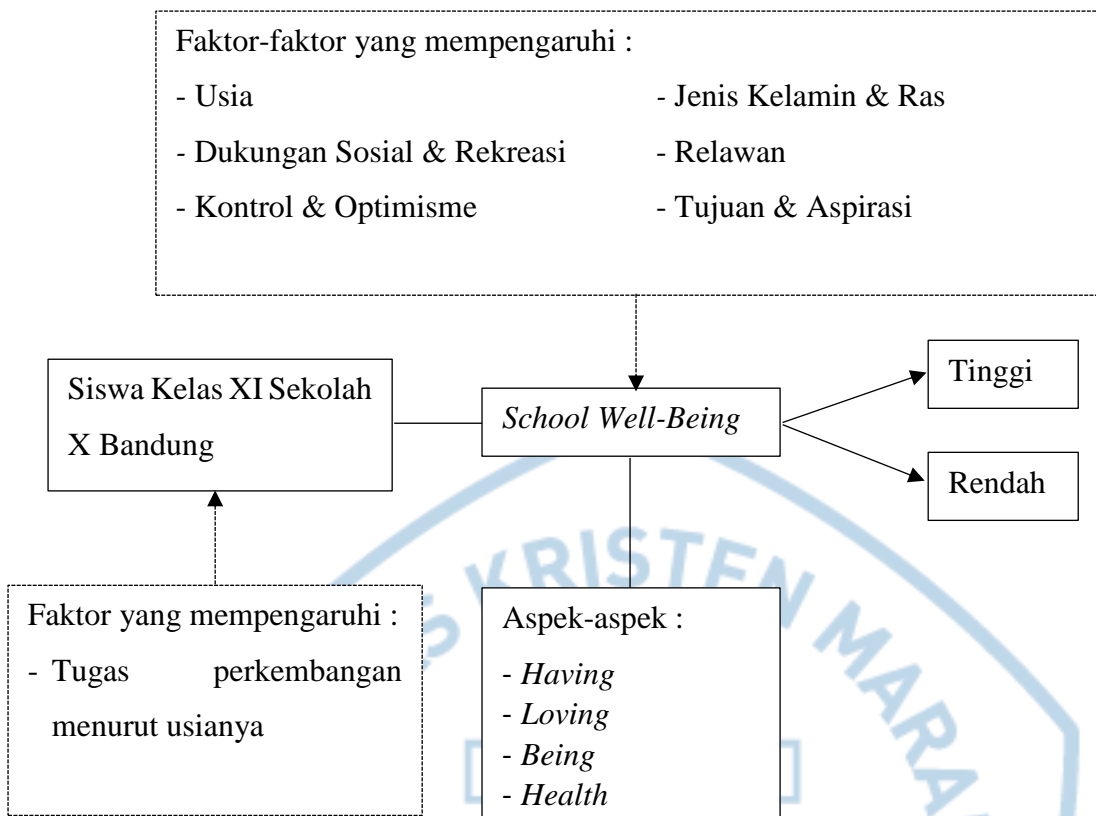 Faktor-faktor yang mempengaruhi :
- Usia
- Jenis Kelamin & Ras
- Dukungan Sosial & Rekreasi
- Relawan
- Kontrol & Optimisme
- Tujuan & Aspirasi
Siswa Kelas XI Sekolah
X Bandung
School Well-Being
Tinggi
Rendah
Faktor yang mempengaruhi :
- Tugas perkembangan
menurut usianya
Aspek-aspek :
- Having
- Loving
- Being
- Health
S KRISTEN MARA